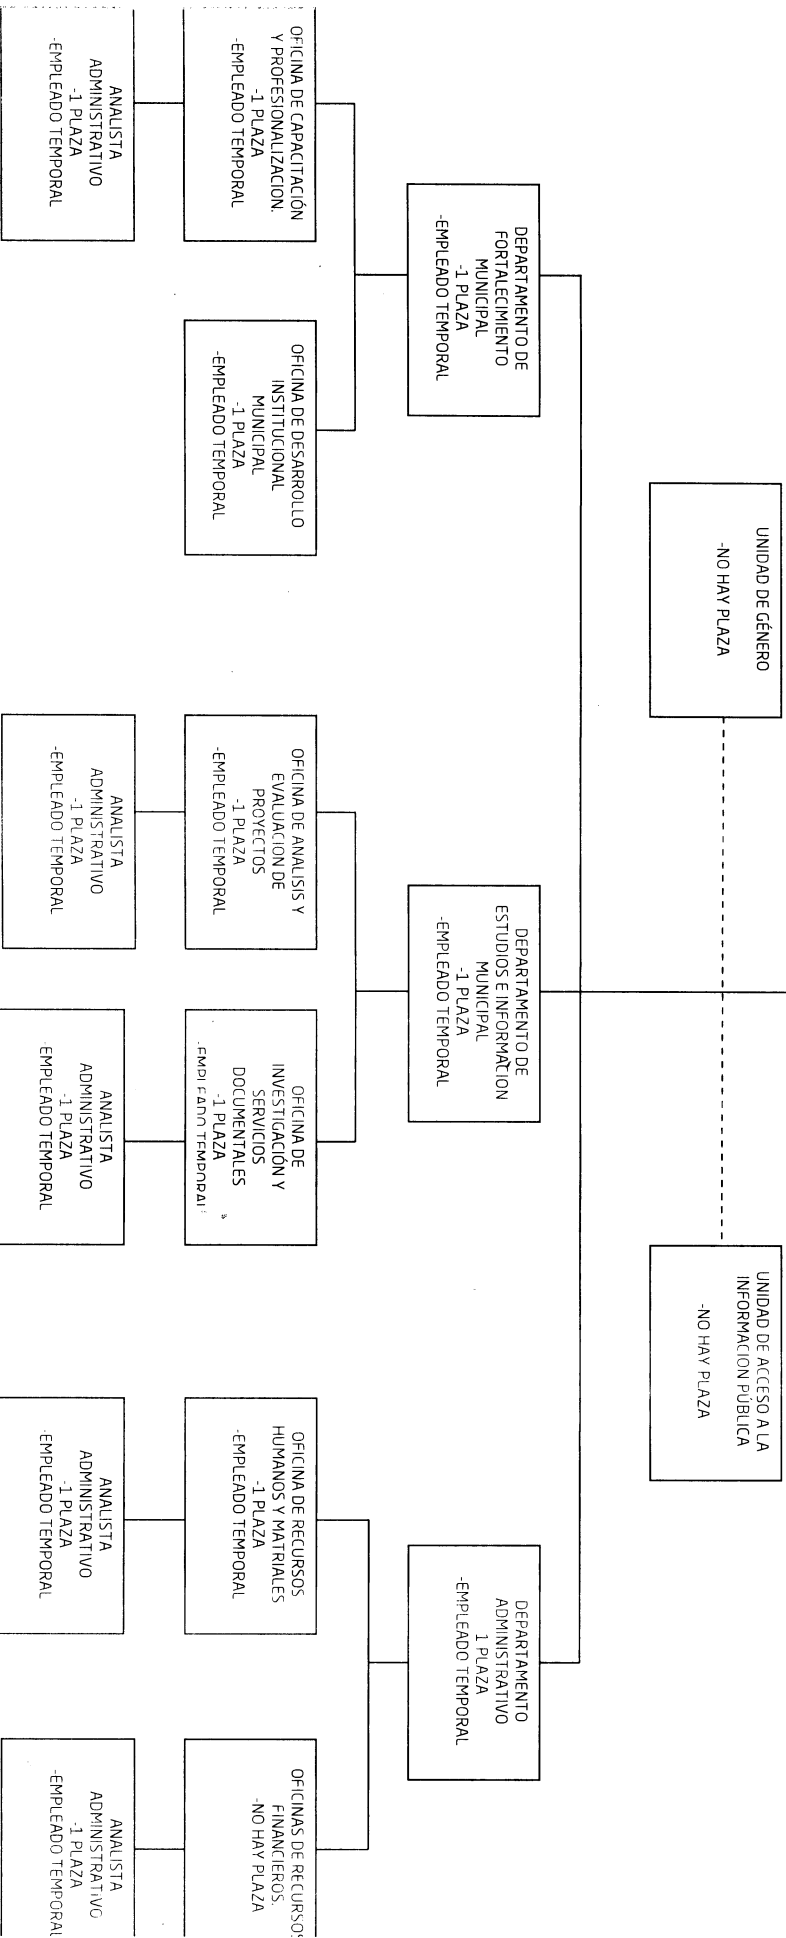 UNIDAD DE GÉNERO
-NO HAY PLAZA
UNIDAD DE ACCESO A LA
INFORMACION PÚBLICA
-NO HAY PLAZA
DEPARTAMENTO DE
FORTALECIMIENTO
MUNICIPAL
-1 PLAZA
-EMPLEADO TEMPORAL
DEPARTAMENTO DE
ESTUDIOS E INFORMACION
MUNICIPAL
-1 PLAZA
-EMPLEADO TEMPORAL
DEPARTAMENTO
ADMINISTRATIVO
1 PLAZA
-EMPLEADO TEMPORAL
OFICINA DE CAPACITACIÓN
Y PROFESIONALIZACION.
-1 PLAZA
-EMPLEADO TEMPORAL
OFICINA DE DESARROLLO
INSTITUCIONAL
MUNICIPAL
-1 PLAZA
-EMPLEADO TEMPORAL
OFICINA DE ANALISIS Y
EVALUACION DE
PROYECTOS
-1 PLAZA
-EMPLEADO TEMPORAL
OFICINA DE
INVESTIGACIÓN Y
SERVICIOS
DOCUMENTALES
-1 PLAZA
-EMPLEADO TEMPORAL
OFICINA DE RECURSOS
HUMANOS Y MATRIALES
-1 PLAZA
-EMPLEADO TEMPORAL
OFICINAS DE RECURSOS
FINANCIEROS.
-NO HAY PLAZA
ANALISTA
ADMINISTRATIVO
-1 PLAZA
-EMPLEADO TEMPORAL
ANALISTA
ADMINISTRATIVO
-1 PLAZA
-EMPLEADO TEMPORAL
ANALISTA
ADMINISTRATIVO
-1 PLAZA
-EMPLEADO TEMPORAL
ANALISTA
ADMINISTRATIVO
-1 PLAZA
-EMPLEADO TEMPORAL
ANALISTA
ADMINISTRATIVO
-1 PLAZA
-EMPLEADO TEMPORAL